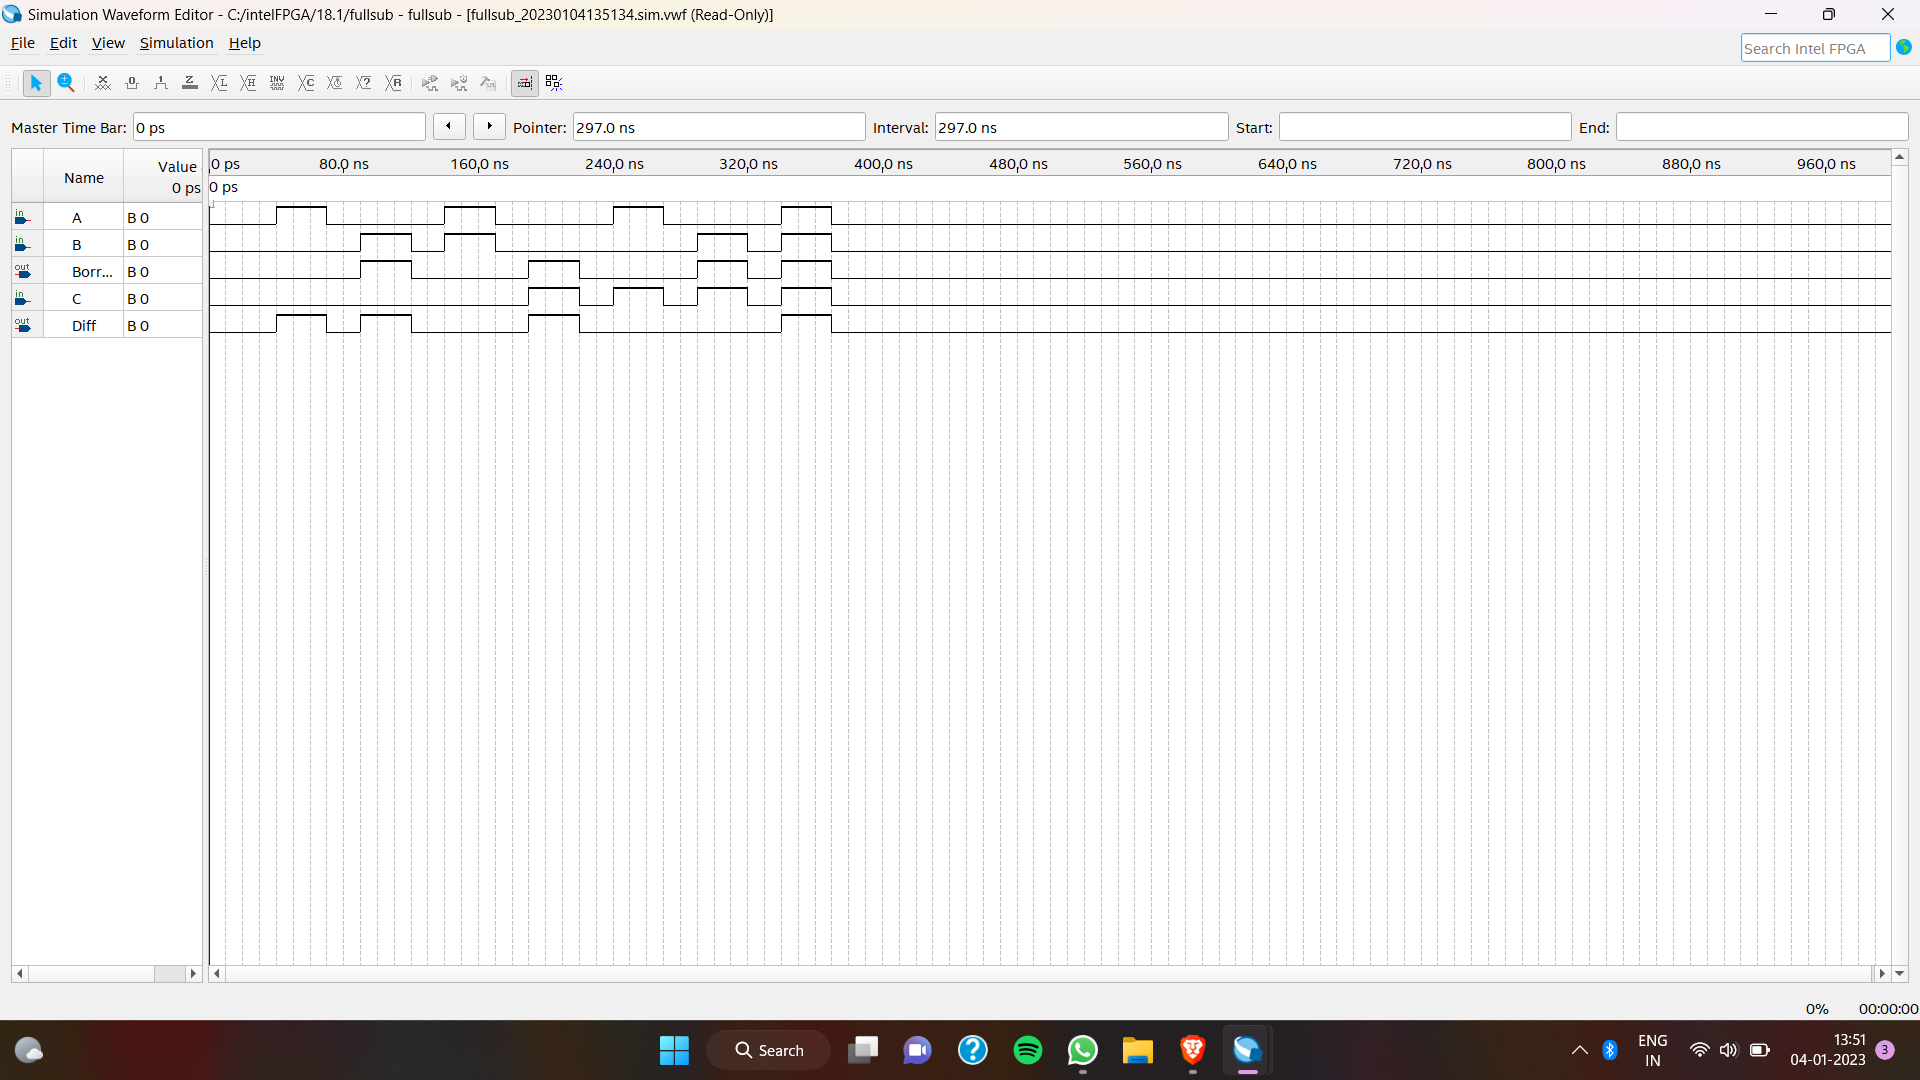 Simulation Waveform Editor - C:/intelFPGA/18.1/fullsub - fullsub - [fullsub_20230104135134.sim.vwf (Read-Only)]
File Edit View Simulation Help
Search Intel FPGA
Master Time Bar: 0 ps Pointer: 297.0 ns Interval: 297.0 ns Start: End:
Name Value 0 ps
0 ps 80.0 ns 160.0 ns 240.0 ns 320.0 ns 400.0 ns 480.0 ns 560.0 ns 640.0 ns 720.0 ns 800.0 ns 880.0 ns 960.0 ns
0 ps
in A B 0
in B B 0
out Borr... B 0
in C B 0
out Diff B 0
0% 00:00:00
Search
ENG
IN
13:51
04-01-2023
3